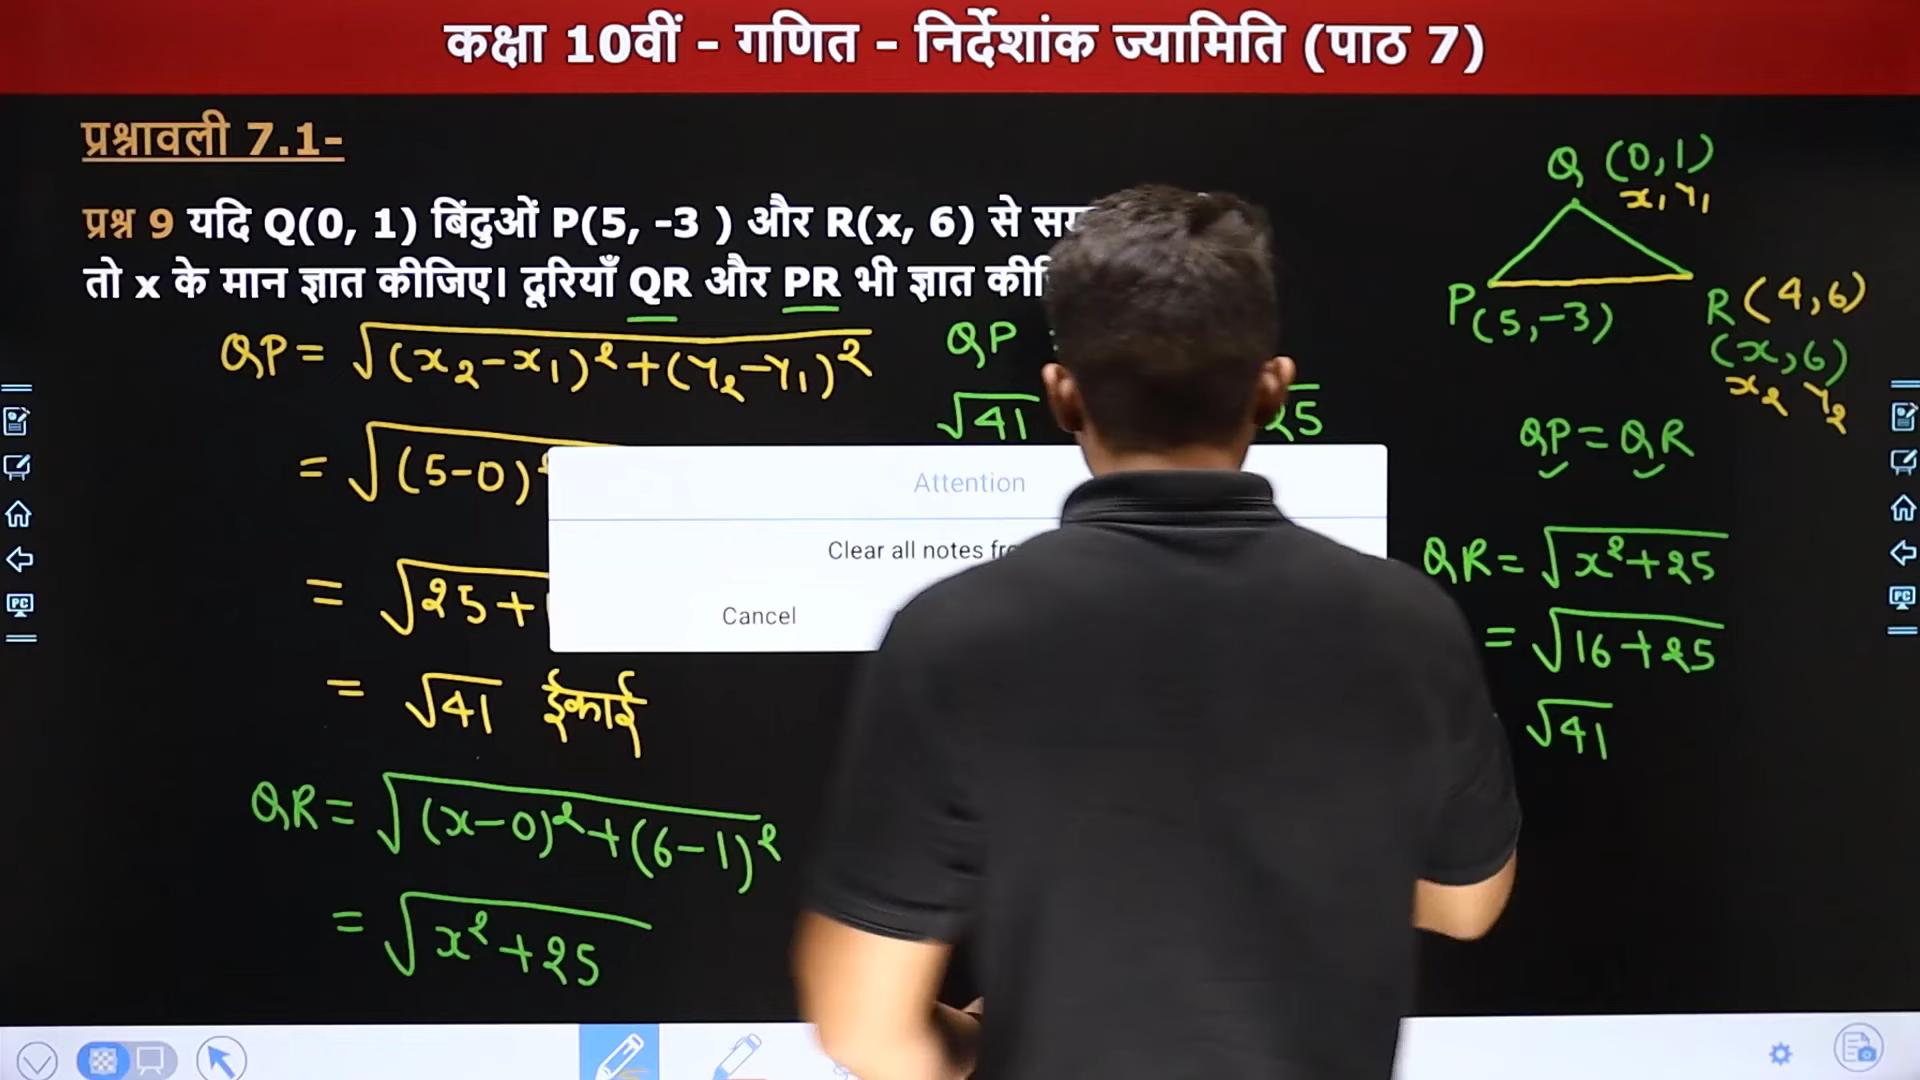 कक्षा 10वीं - गणित - निर्देशांक ज्यामिति (पाठ 7)
प्रश्नावली 7.1-
प्रश्न 9 यदि Q(0, 1) बिंदुओं P(5, -3 ) और R(x, 6) से
तो x के मान ज्ञात कीजिए। दूरियाँ QR और PR भी ज्ञात
QP = √(x₂-x₁)²+(y₂-y₁)²
= √(5-0)²
= √25+
= √41 ईकाई
QR = √(x-0)²+(6-1)²
= √x²+25
QP
√41
25
Attention
Clear all notes
Cancel
Q (0,1)
x₁ y₁
P(5,-3)
R (4,6)
(x,6)
x₂ y₂
QP = QR
QR = √x²+25
= √16+25
√41
PC
PC